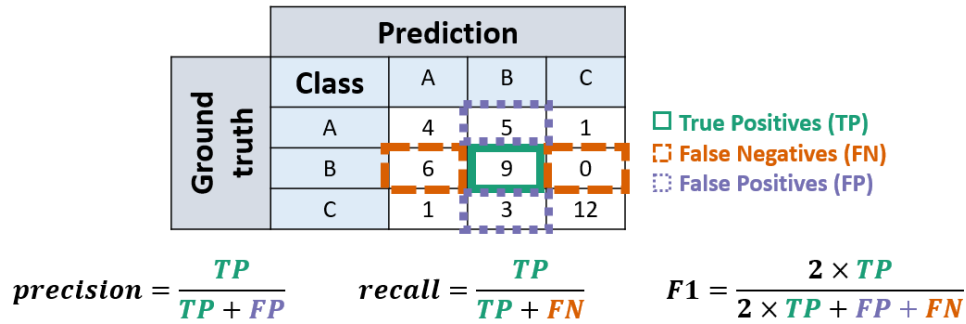 Prediction
Ground truth
Class A B C
A 4 5 1
B 6 9 0
C 1 3 12
True Positives (TP)
False Negatives (FN)
False Positives (FP)
precision = TP / (TP + FP)
recall = TP / (TP + FN)
F1 = 2 × TP / (2 × TP + FP + FN)